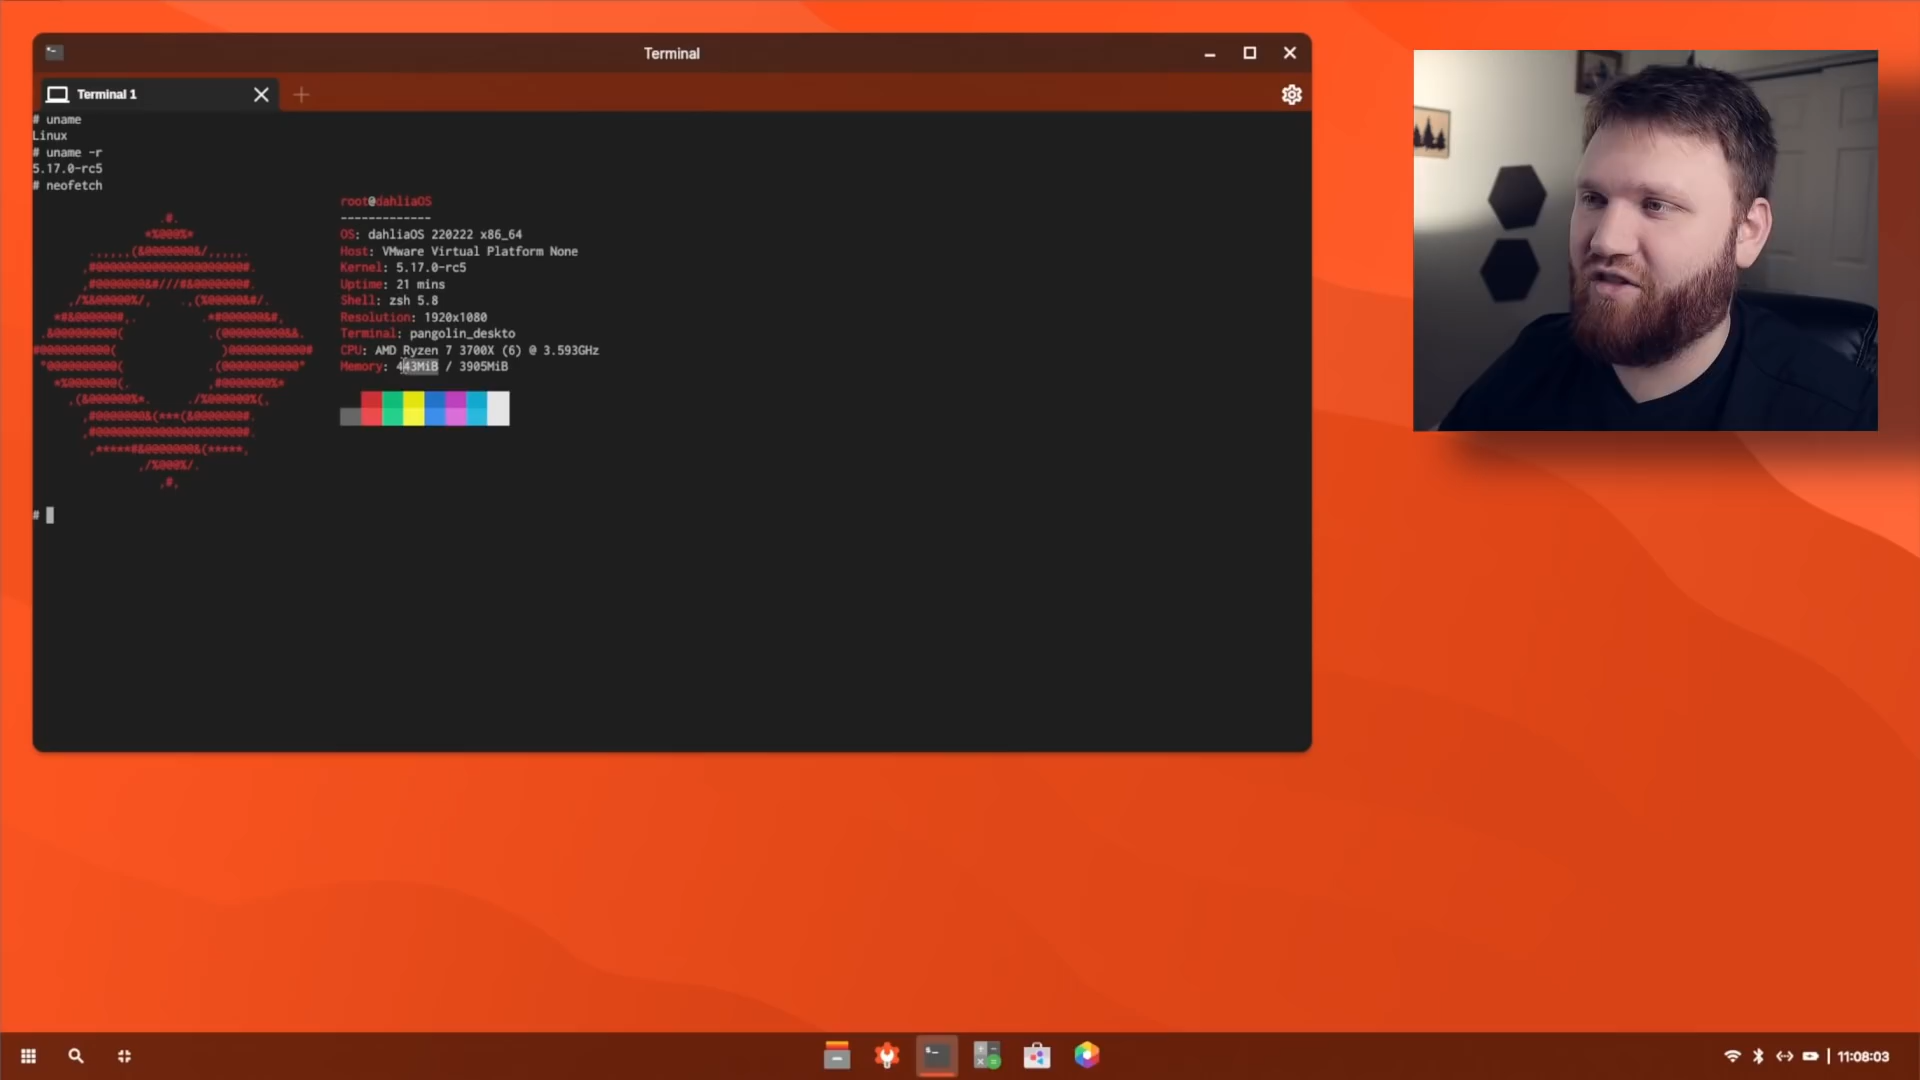 Terminal
Terminal 1
# uname
Linux
# uname -r
5.17.0-rc5
# neofetch
root@dahliaOS
-------------
OS: dahliaOS 220222 x86_64
Host: VMware Virtual Platform None
Kernel: 5.17.0-rc5
Uptime: 21 mins
Shell: zsh 5.8
Resolution: 1920x1080
Terminal: pangolin_deskto
CPU: AMD Ryzen 7 3700X (6) @ 3.593GHz
Memory: 443MiB / 3905MiB
#
11:08:03